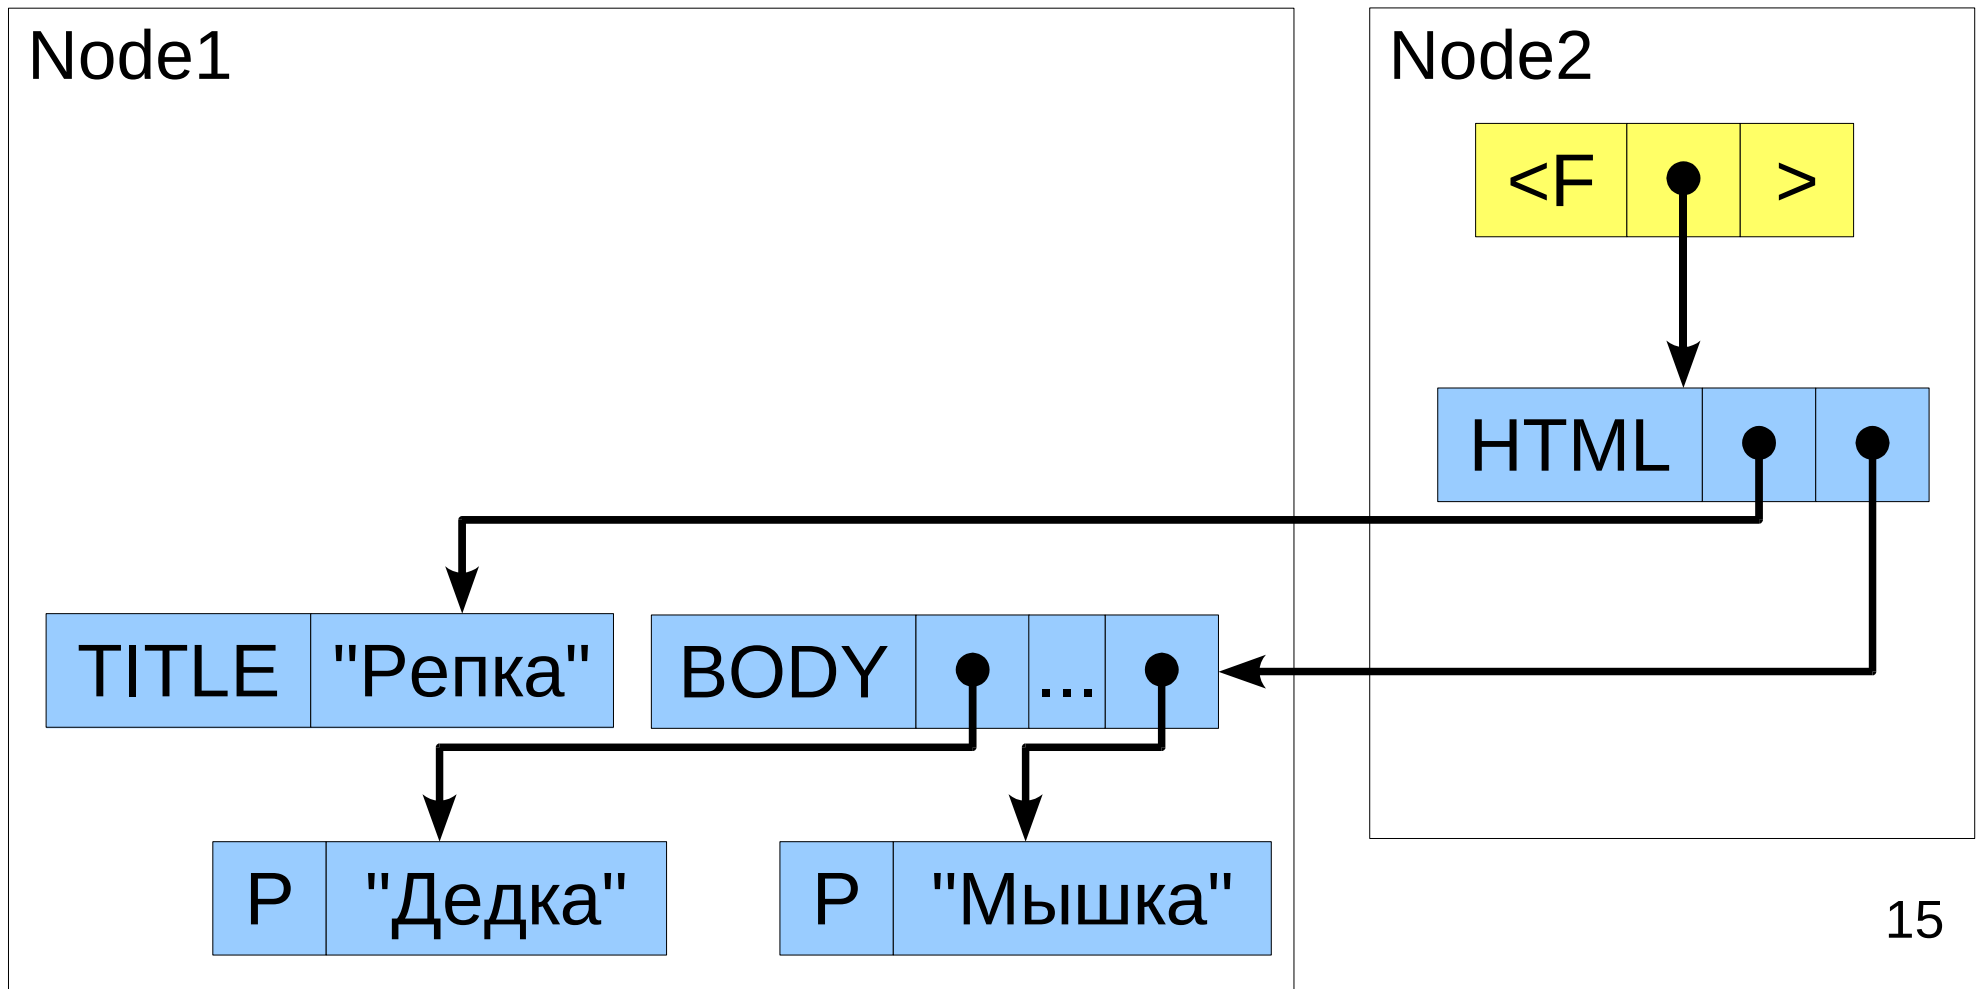 Node1
Node2
<F >
HTML
TITLE "Репка" BODY ...
P "Дедка" P "Мышка"
15